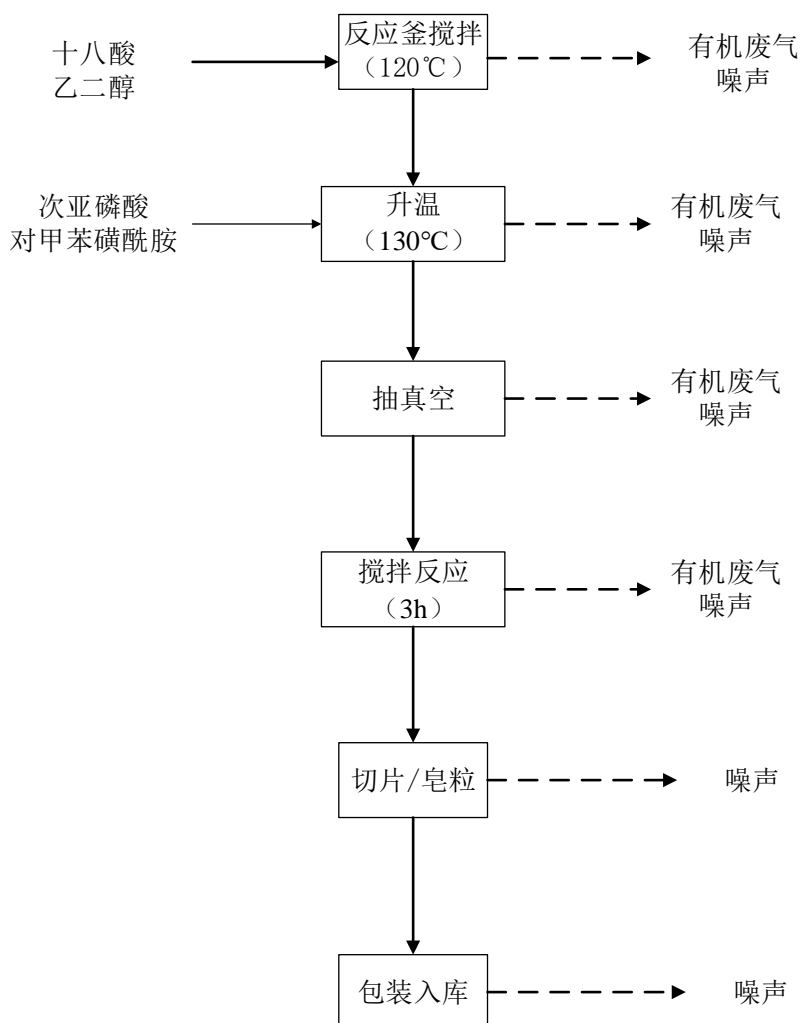 十八酸
乙二醇
反应釜搅拌
（120℃）
有机废气
噪声
次亚磷酸
对甲苯磺酰胺
升温
（130℃）
有机废气
噪声
抽真空
有机废气
噪声
搅拌反应
（3h）
有机废气
噪声
切片/皂粒
噪声
包装入库
噪声